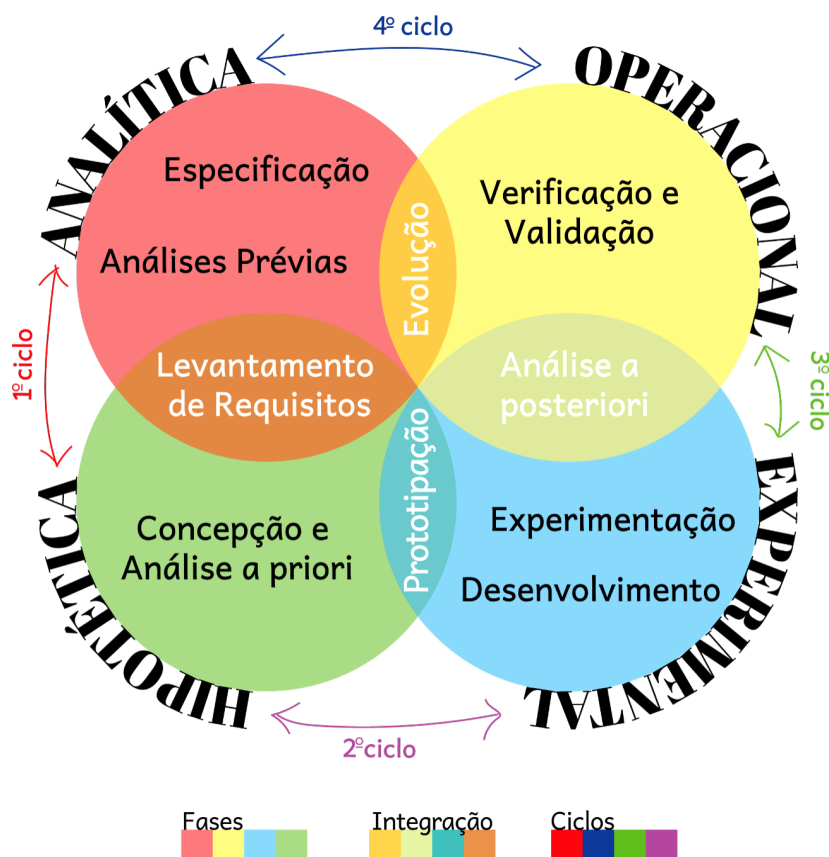 4º ciclo
ANALÍTICA
OPERACIONAL
Especificação
Análises Prévias
Evolução
Verificação e
Validação
1º ciclo
Levantamento
de Requisitos
Análise a
posteriori
3º ciclo
HIPOTÉTICA
Concepção e
Análise a priori
Prototipação
Experimentação
Desenvolvimento
EXPERIMENTAL
2ºciclo
Fases
Integração
Ciclos